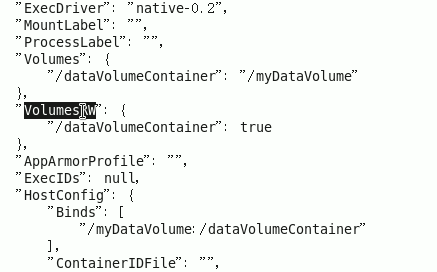 "ExecDriver": "native-0.2",
"MountLabel": "",
"ProcessLabel": "",
"Volumes": {
"/dataVolumeContainer": "/myDataVolume"
},
"VolumesRW": {
"/dataVolumeContainer": true
},
"AppArmorProfile": "",
"ExecIDs": null,
"HostConfig": {
"Binds": [
"/myDataVolume:/dataVolumeContainer"
],
"ContainerIDFile": "",